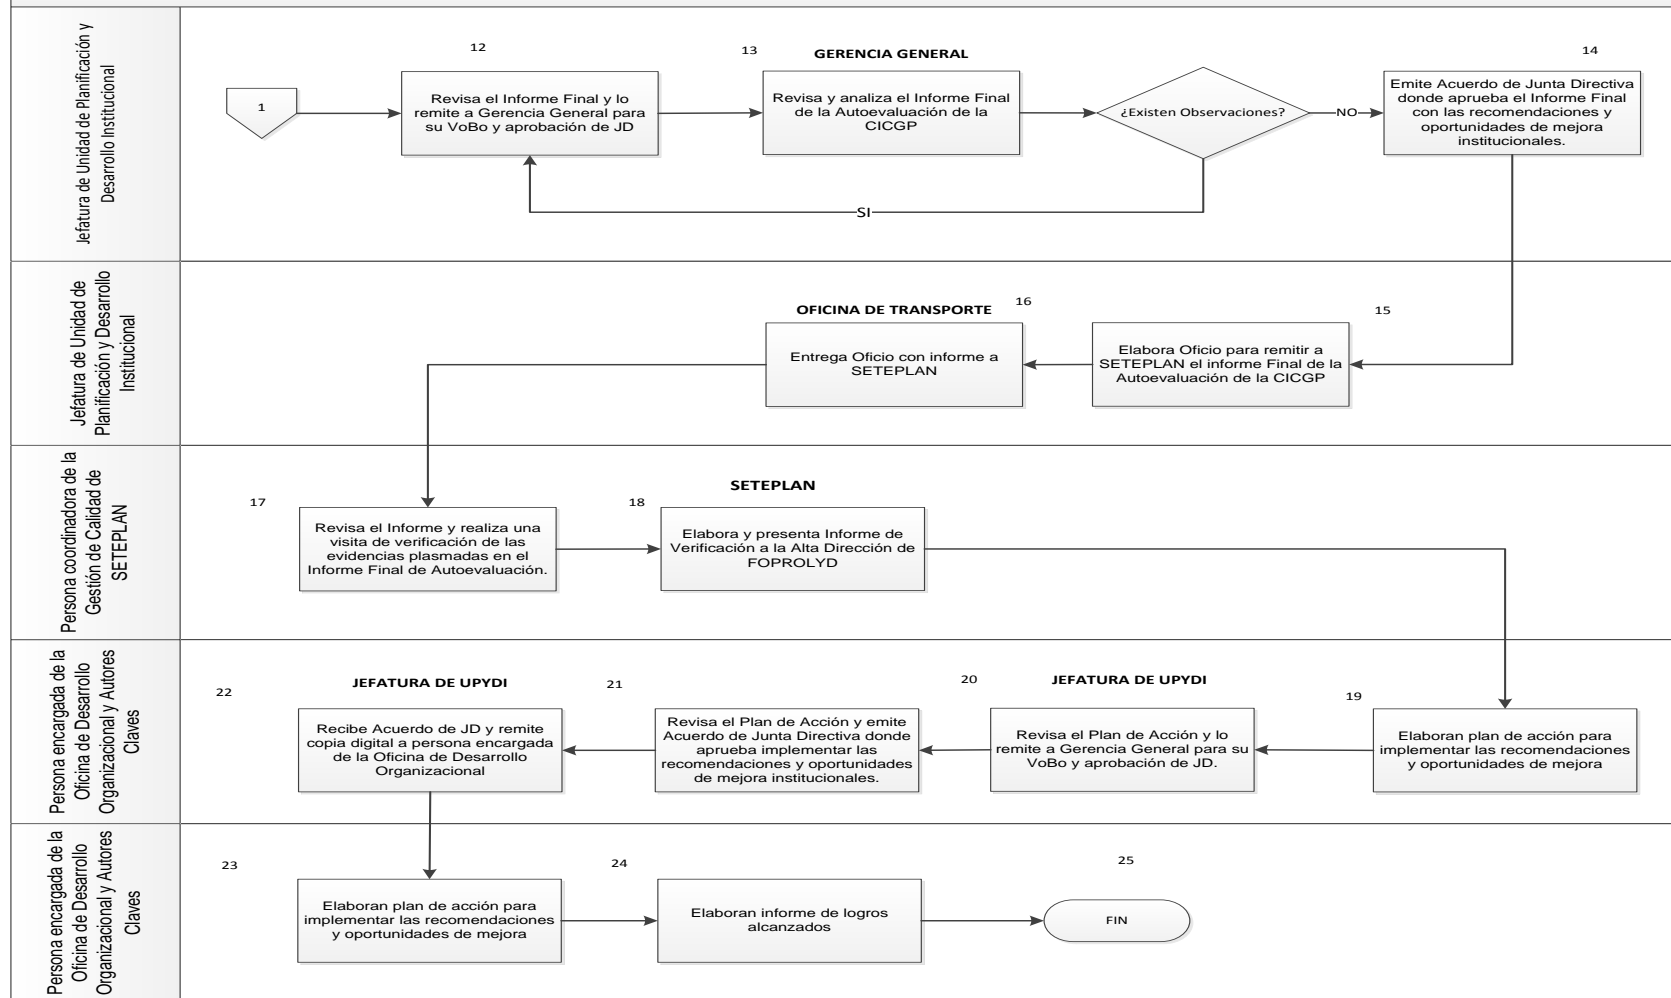 Jefatura de Unidad de Planificación y
Desarrollo Institucional
1
12
Revisa el Informe Final y lo
remite a Gerencia General para
su VoBo y aprobación de JD
13
GERENCIA GENERAL
Revisa y analiza el Informe Final
de la Autoevaluación de la
CICGP
¿Existen Observaciones?
NO
SI
14
Emite Acuerdo de Junta Directiva
donde aprueba el Informe Final
con las recomendaciones y
oportunidades de mejora
institucionales.
Jefatura de Unidad de
Planificación y Desarrollo
Institucional
15
Elabora Oficio para remitir a
SETEPLAN el informe Final de la
Autoevaluación de la CICGP
16
OFICINA DE TRANSPORTE
Entrega Oficio con informe a
SETEPLAN
Persona coordinadora de la
Gestión de Calidad de
SETEPLAN
17
Revisa el Informe y realiza una
visita de verificación de las
evidencias plasmadas en el
Informe Final de Autoevaluación.
18
SETEPLAN
Elabora y presenta Informe de
Verificación a la Alta Dirección de
FOPROLYD
Persona encargada de la
Oficina de Desarrollo
Organizacional y Autores
Claves
19
Elaboran plan de acción para
implementar las recomendaciones
y oportunidades de mejora
20
JEFATURA DE UPYDI
Revisa el Plan de Acción y lo
remite a Gerencia General para su
VoBo y aprobación de JD.
21
Revisa el Plan de Acción y emite
Acuerdo de Junta Directiva donde
aprueba implementar las
recomendaciones y oportunidades
de mejora institucionales.
22
JEFATURA DE UPYDI
Recibe Acuerdo de JD y remite
copia digital a persona encargada
de la Oficina de Desarrollo
Organizacional
Persona encargada de la
Oficina de Desarrollo
Organizacional y Autores
Claves
23
Elaboran plan de acción para
implementar las recomendaciones
y oportunidades de mejora
24
Elaboran informe de logros
alcanzados
25
FIN